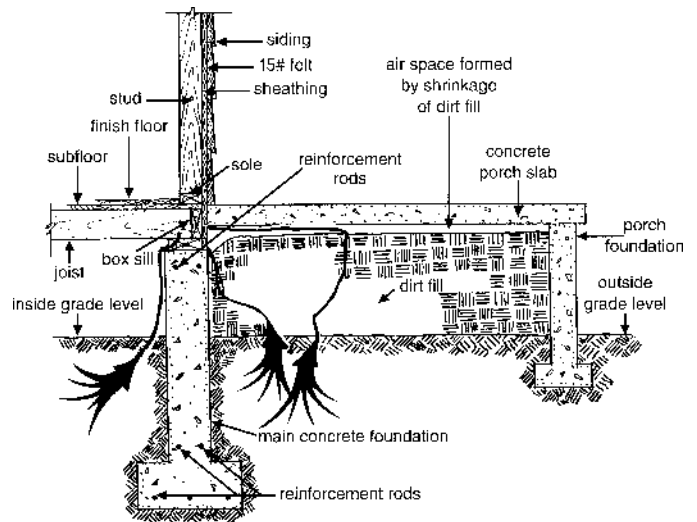 siding
15# felt
sheathing
stud
finish floor
subfloor
sole
reinforcement
rods
air space formed
by shrinkage
of dirt fill
concrete
porch slab
porch
foundation
box sill
joist
inside grade level
dirt fill
outside
grade level
main concrete foundation
reinforcement rods